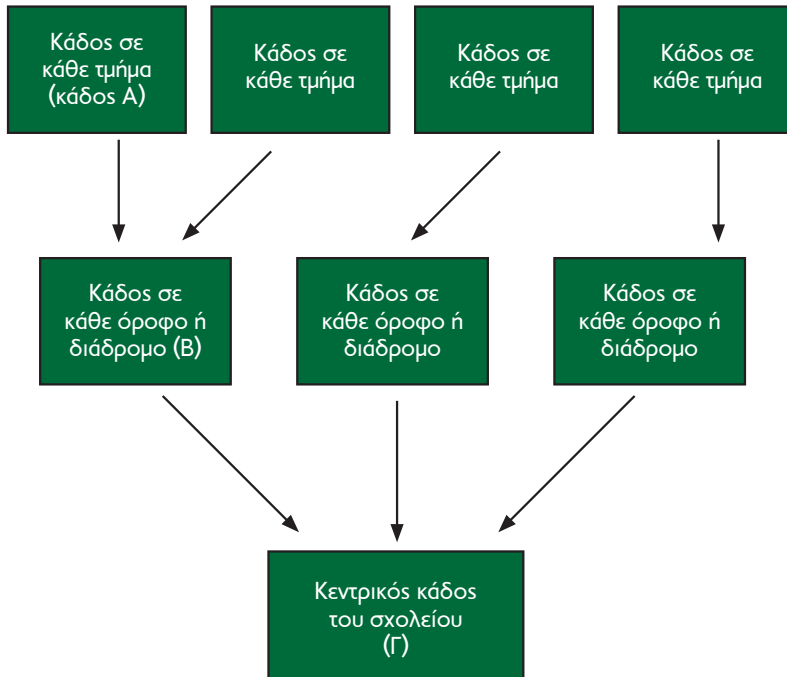 Κάδος σε
κάθε τμήμα
(κάδος Α)
Κάδος σε
κάθε τμήμα
Κάδος σε
κάθε τμήμα
Κάδος σε
κάθε τμήμα
Κάδος σε
κάθε όροφο ή
διάδρομο (Β)
Κάδος σε
κάθε όροφο ή
διάδρομο
Κάδος σε
κάθε όροφο ή
διάδρομο
Κεντρικός κάδος
του σχολείου
(Γ)